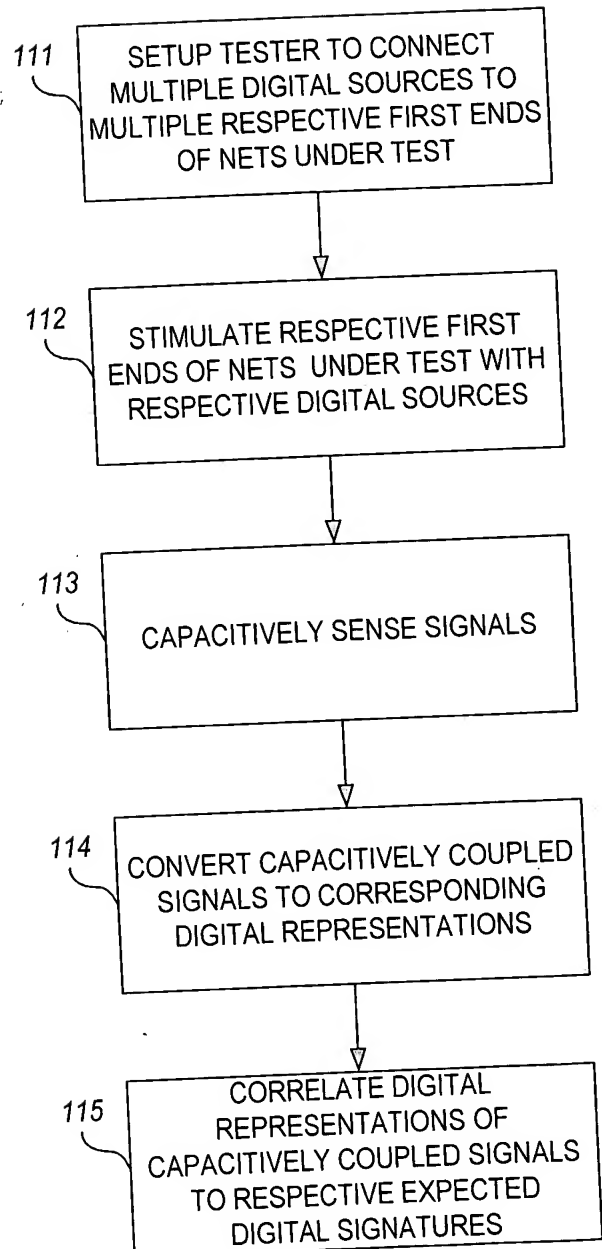 111
SETUP TESTER TO CONNECT
MULTIPLE DIGITAL SOURCES TO
MULTIPLE RESPECTIVE FIRST ENDS
OF NETS UNDER TEST
112
STIMULATE RESPECTIVE FIRST
ENDS OF NETS UNDER TEST WITH
RESPECTIVE DIGITAL SOURCES
113
CAPACITIVELY SENSE SIGNALS
114
CONVERT CAPACITIVELY COUPLED
SIGNALS TO CORRESPONDING
DIGITAL REPRESENTATIONS
115
CORRELATE DIGITAL
REPRESENTATIONS OF
CAPACITIVELY COUPLED SIGNALS
TO RESPECTIVE EXPECTED
DIGITAL SIGNATURES